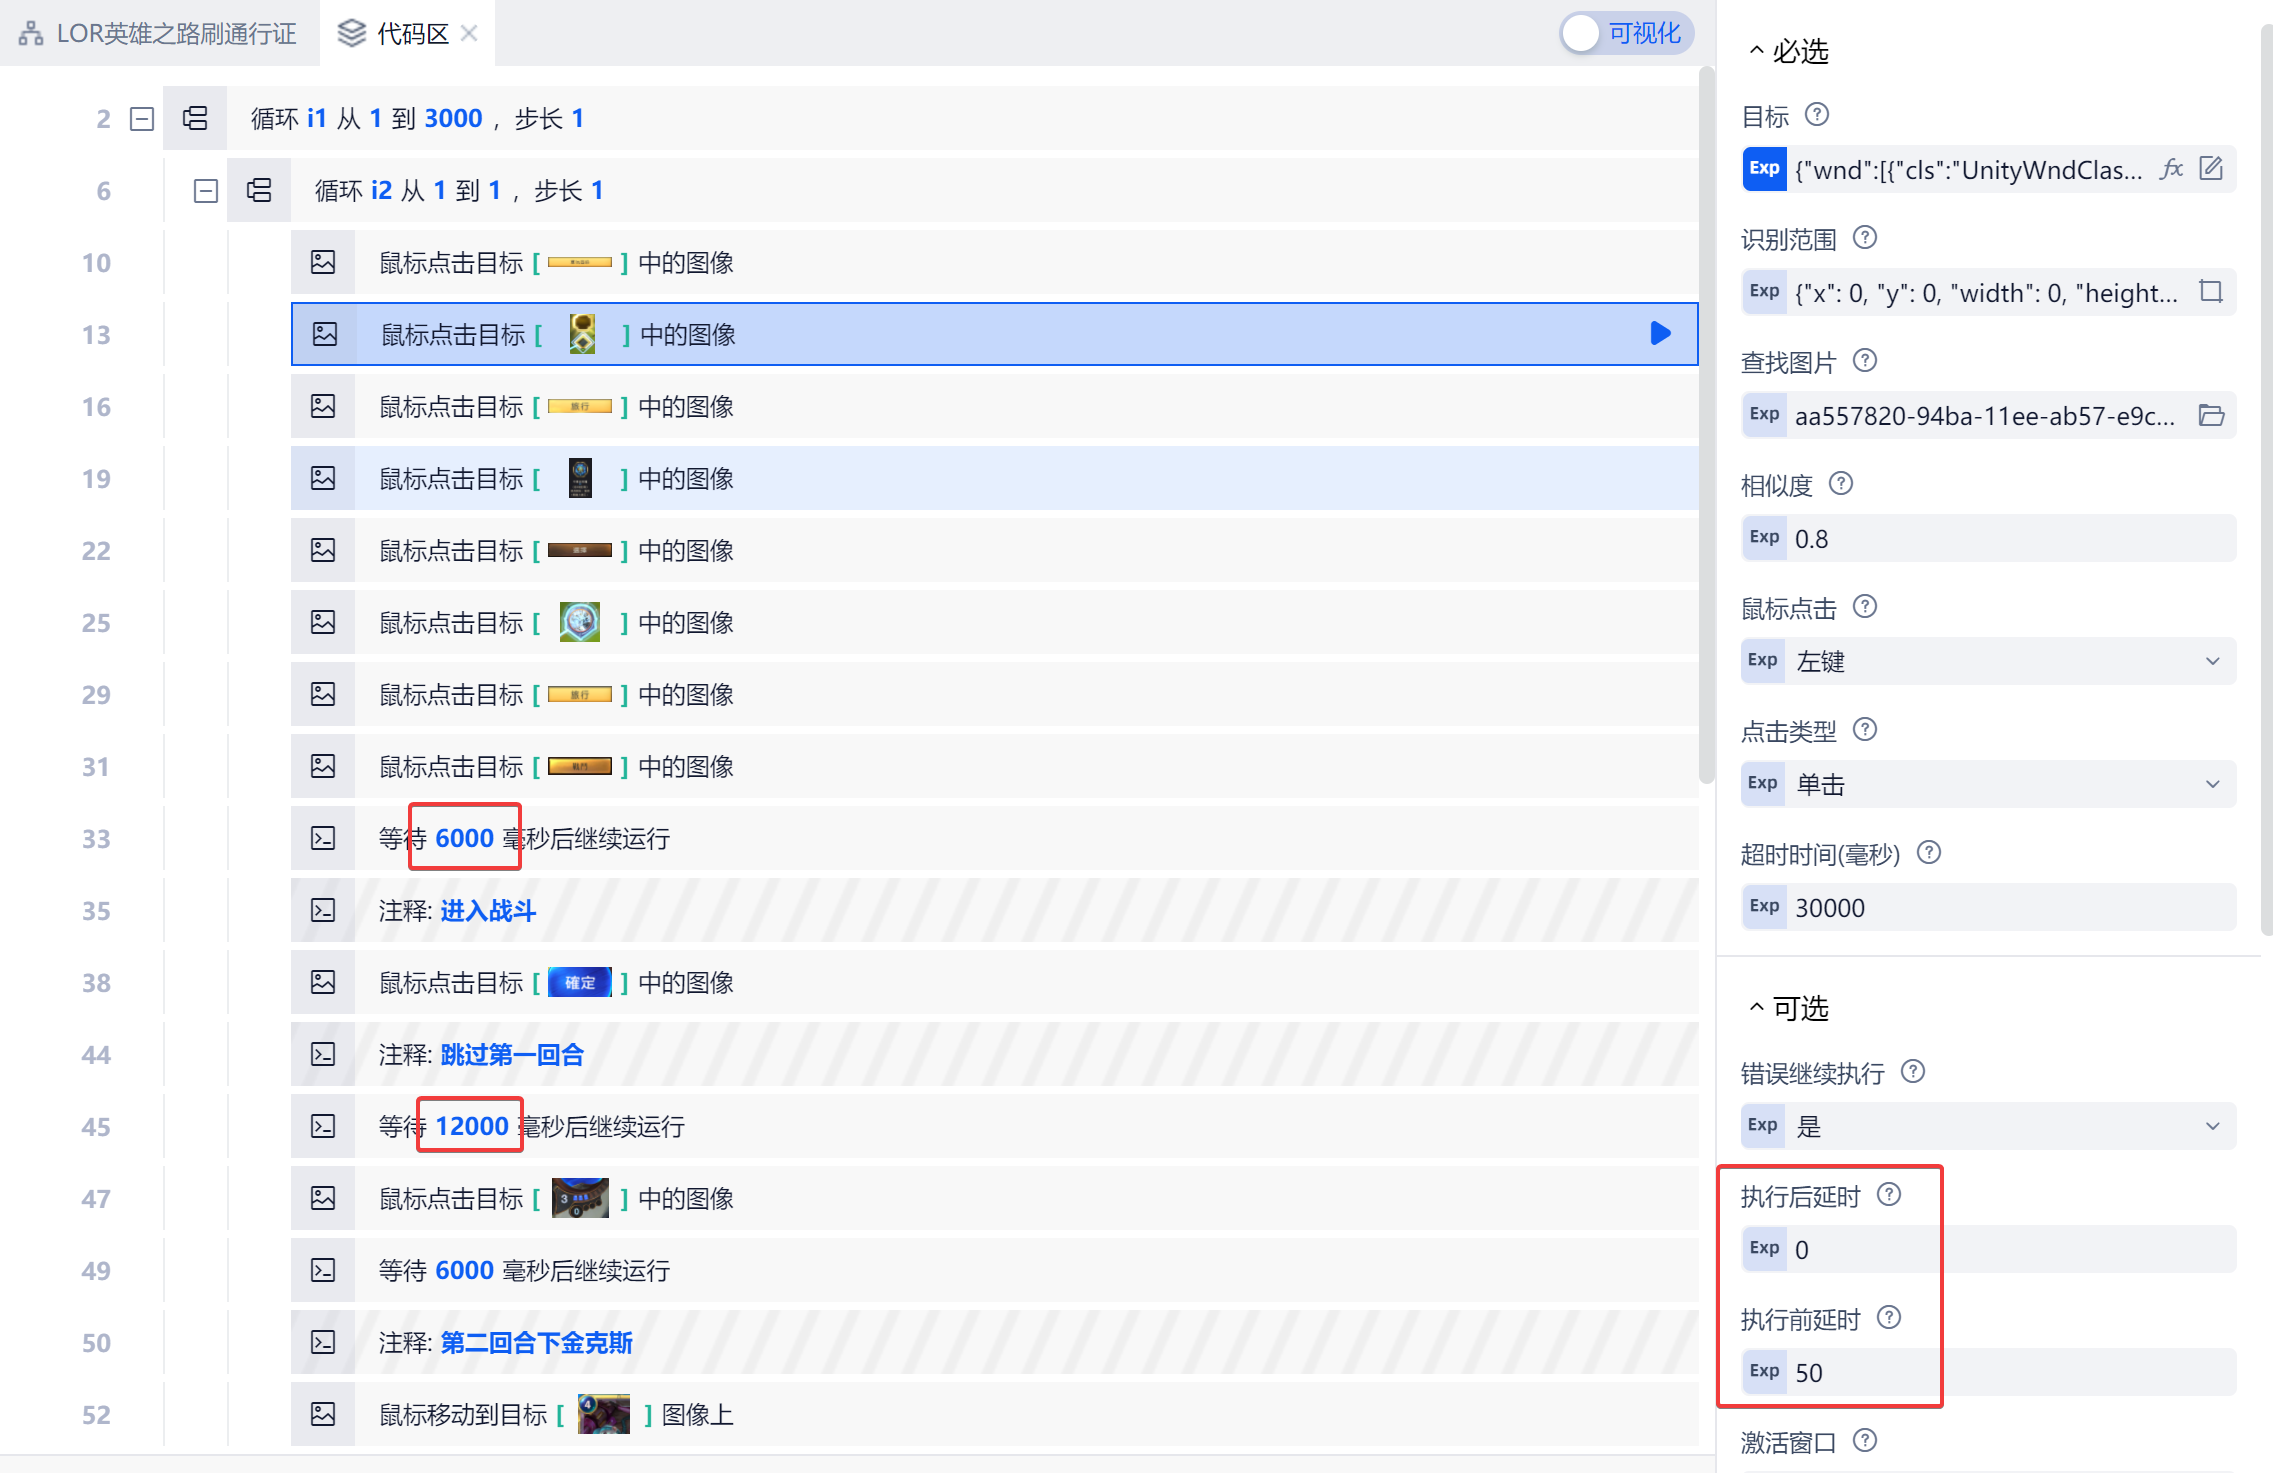 LOR英雄之路刷通行证
代码区
可视化
2 循环 i1 从 1 到 3000 ，步长 1
6 循环 i2 从 1 到 1 ，步长 1
10 鼠标点击目标 [ ] 中的图像
13 鼠标点击目标 [ ] 中的图像
16 鼠标点击目标 [ 旅行 ] 中的图像
19 鼠标点击目标 [ ] 中的图像
22 鼠标点击目标 [ ] 中的图像
25 鼠标点击目标 [ ] 中的图像
29 鼠标点击目标 [ 旅行 ] 中的图像
31 鼠标点击目标 [ 戰鬥 ] 中的图像
33 等待 6000 毫秒后继续运行
35 注释: 进入战斗
38 鼠标点击目标 [ 確定 ] 中的图像
44 注释: 跳过第一回合
45 等待 12000 毫秒后继续运行
47 鼠标点击目标 [ 3 0 ] 中的图像
49 等待 6000 毫秒后继续运行
50 注释: 第二回合下金克斯
52 鼠标移动到目标 [ 4 ] 图像上
必选
目标
Exp {"wnd":[{"cls":"UnityWndClas... fx
识别范围
Exp {"x": 0, "y": 0, "width": 0, "height...
查找图片
Exp aa557820-94ba-11ee-ab57-e9c...
相似度
Exp 0.8
鼠标点击
Exp 左键
点击类型
Exp 单击
超时时间(毫秒)
Exp 30000
可选
错误继续执行
Exp 是
执行后延时
Exp 0
执行前延时
Exp 50
激活窗口